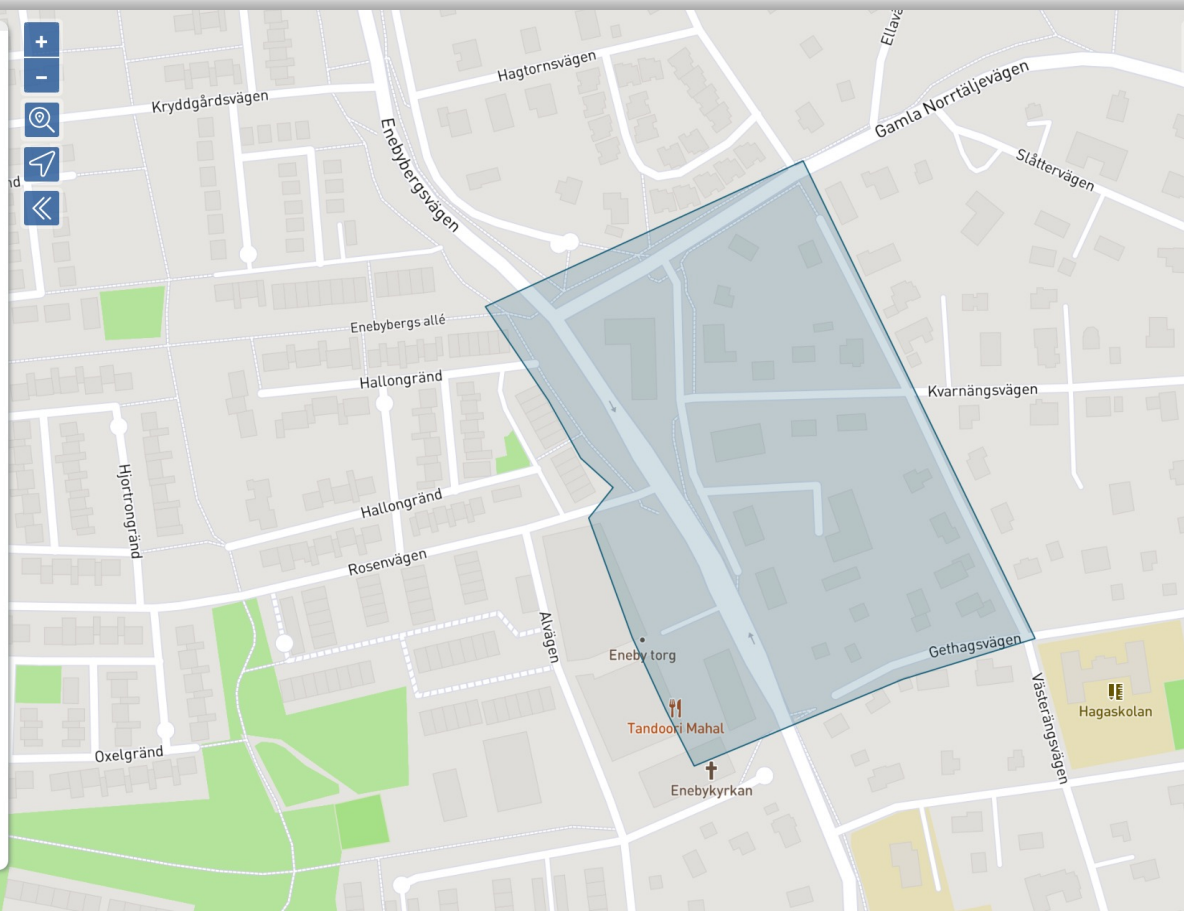 +
−
Hagtornsvägen
Kryddgårdsvägen
Gamla Norrtäljevägen
Enebybergsvägen
Slåttervägen
Enebybergs allé
Hallongränd
Kvarnängsvägen
Hjortrongränd
Hallongränd
Rosenvägen
Alvägen
Eneby torg
Gethagsvägen
Tandoori Mahal
Västerängsvägen
Hagaskolan
Oxelgränd
Enebykyrkan